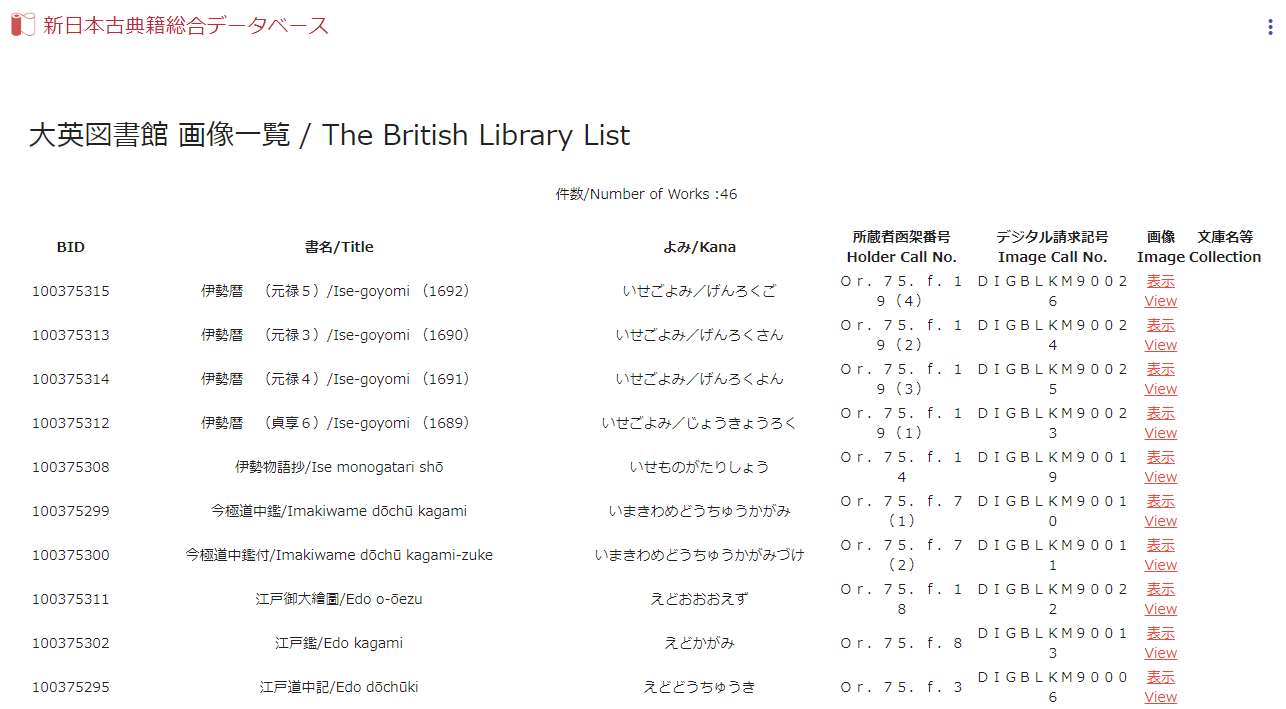 新日本古典籍総合データベース
大英図書館 画像一覧 / The British Library List
件数/Number of Works :46
BID 書名/Title よみ/Kana 所蔵者函架番号 Holder Call No. デジタル請求記号 Image Call No. 画像 Image 文庫名等 Collection
100375315 伊勢暦　（元禄５）/Ise-goyomi （1692） いせごよみ／げんろくご Ｏｒ．７５．ｆ．１９（４） ＤＩＧＢＬＫＭ９００２６ 表示 View
100375313 伊勢暦　（元禄３）/Ise-goyomi （1690） いせごよみ／げんろくさん Ｏｒ．７５．ｆ．１９（２） ＤＩＧＢＬＫＭ９００２４ 表示 View
100375314 伊勢暦　（元禄４）/Ise-goyomi （1691） いせごよみ／げんろくよん Ｏｒ．７５．ｆ．１９（３） ＤＩＧＢＬＫＭ９００２５ 表示 View
100375312 伊勢暦　（貞享６）/Ise-goyomi （1689） いせごよみ／じょうきょうろく Ｏｒ．７５．ｆ．１９（１） ＤＩＧＢＬＫＭ９００２３ 表示 View
100375308 伊勢物語抄/Ise monogatari shō いせものがたりしょう Ｏｒ．７５．ｆ．１４ ＤＩＧＢＬＫＭ９００１９ 表示 View
100375299 今極道中鑑/Imakiwame dōchū kagami いまきわめどうちゅうかがみ Ｏｒ．７５．ｆ．７（１） ＤＩＧＢＬＫＭ９００１０ 表示 View
100375300 今極道中鑑付/Imakiwame dōchū kagami-zuke いまきわめどうちゅうかがみづけ Ｏｒ．７５．ｆ．７（２） ＤＩＧＢＬＫＭ９００１１ 表示 View
100375311 江戸御大繪圖/Edo o-ōezu えどおおおえず Ｏｒ．７５．ｆ．１８ ＤＩＧＢＬＫＭ９００２２ 表示 View
100375302 江戸鑑/Edo kagami えどかがみ Ｏｒ．７５．ｆ．８ ＤＩＧＢＬＫＭ９００１３ 表示 View
100375295 江戸道中記/Edo dōchūki えどどうちゅうき Ｏｒ．７５．ｆ．３ ＤＩＧＢＬＫＭ９０００６ 表示 View